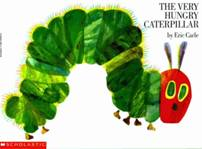 THE VERY
HUNGRY
CATERPILLAR
by Eric Carle
SCHOLASTIC